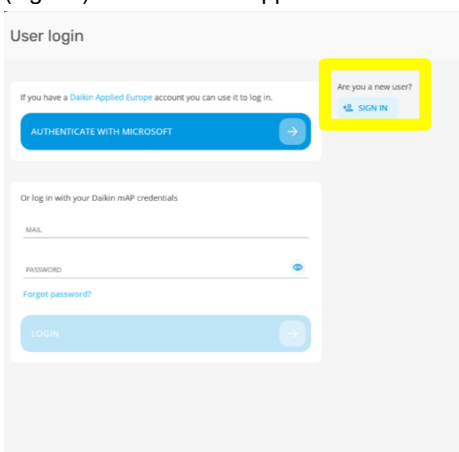 User login
If you have a Daikin Applied Europe account you can use it to log in.
AUTHENTICATE WITH MICROSOFT
Are you a new user?
SIGN IN
Or log in with your Daikin mAP credentials
MAIL
PASSWORD
Forgot password?
LOGIN